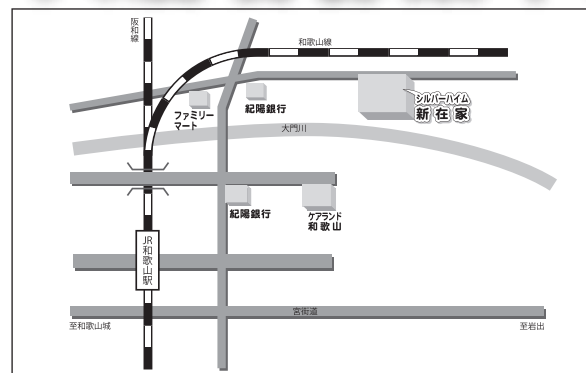 阪和線
和歌山線
ファミリー
マート
紀陽銀行
シルバーハイム
新在家
大門川
紀陽銀行
ケアランド
和歌山
JR和歌山駅
宮街道
至和歌山城
至岩出